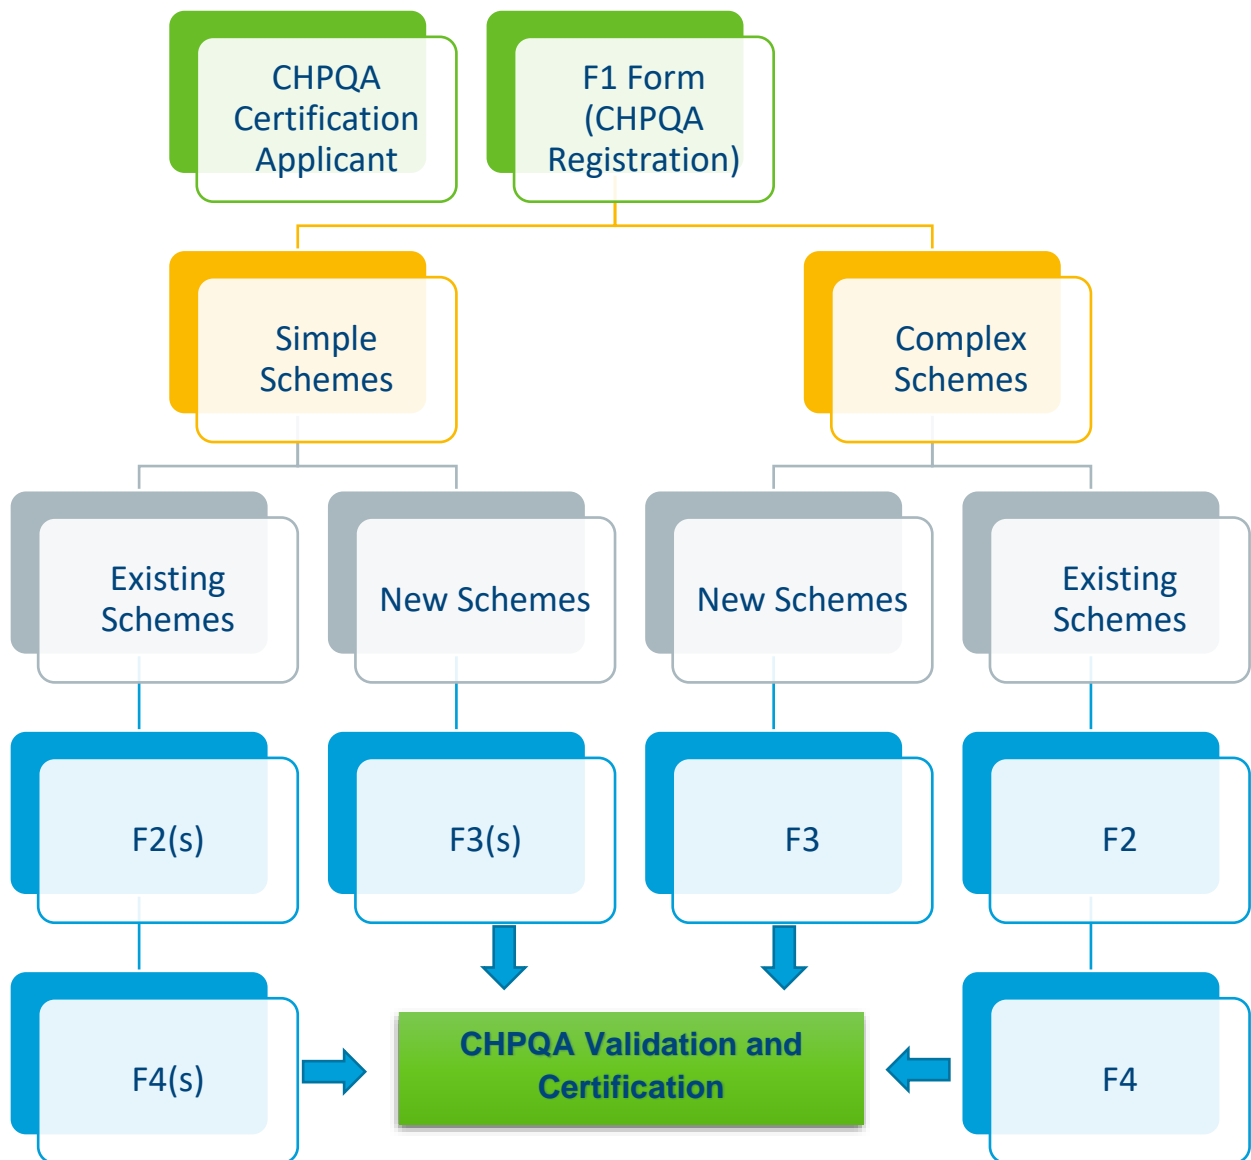 CHPQA
Certification
Applicant
F1 Form
(CHPQA
Registration)
Simple
Schemes
Complex
Schemes
Existing
Schemes
New Schemes
New Schemes
Existing
Schemes
F2(s)
F3(s)
F3
F2
F4(s)
CHPQA Validation and
Certification
F4